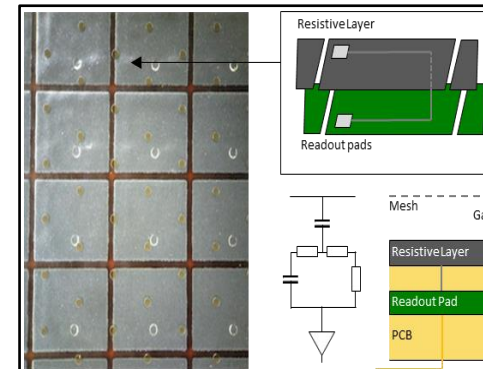 Resistive Layer
Readout pads
Mesh
Resistive Layer
Readout Pad
PCB